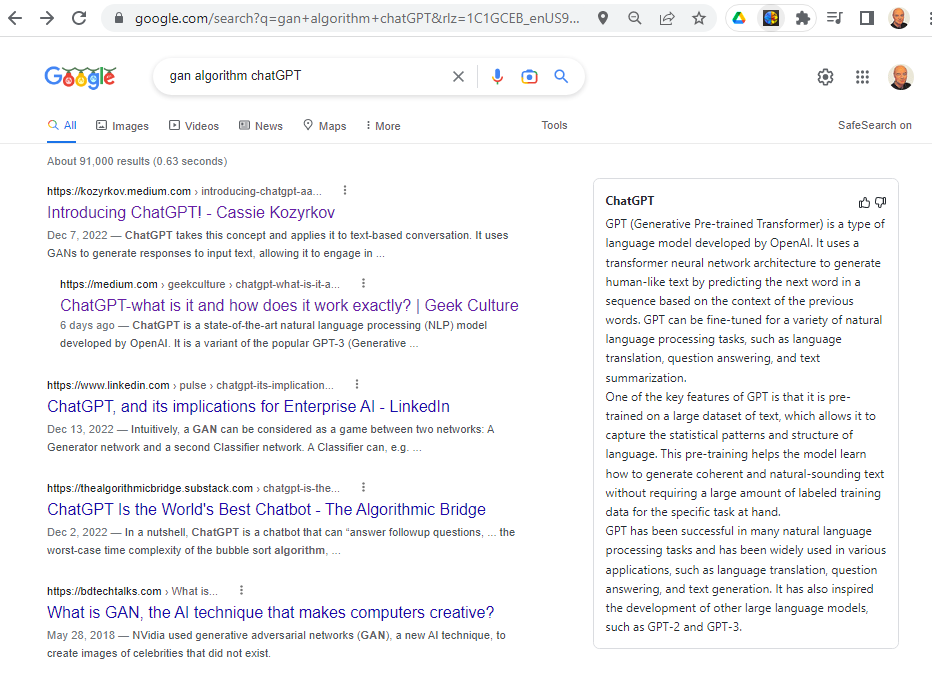 google.com/search?q=gan+algorithm+chatGPT&rlz=1C1GCEB_enUS9...
Google
gan algorithm chatGPT
All
Images
Videos
News
Maps
More
Tools
SafeSearch on
About 91,000 results (0.63 seconds)
https://kozyrkov.medium.com › introducing-chatgpt-aa...
Introducing ChatGPT! - Cassie Kozyrkov
Dec 7, 2022 — ChatGPT takes this concept and applies it to text-based conversation. It uses
GANs to generate responses to input text, allowing it to engage in ...
https://medium.com › geekculture › chatgpt-what-is-it-a...
ChatGPT-what is it and how does it work exactly? | Geek Culture
6 days ago — ChatGPT is a state-of-the-art natural language processing (NLP) model
developed by OpenAI. It is a variant of the popular GPT-3 (Generative ...
https://www.linkedin.com › pulse › chatgpt-its-implication...
ChatGPT, and its implications for Enterprise AI - LinkedIn
Dec 13, 2022 — Intuitively, a GAN can be considered as a game between two networks: A
Generator network and a second Classifier network. A Classifier can, e.g. ...
https://thealgorithmicbridge.substack.com › chatgpt-is-the...
ChatGPT Is the World's Best Chatbot - The Algorithmic Bridge
Dec 2, 2022 — In a nutshell, ChatGPT is a chatbot that can “answer followup questions, ... the
worst-case time complexity of the bubble sort algorithm, ...
https://bdtechtalks.com › What is...
What is GAN, the AI technique that makes computers creative?
May 28, 2018 — NVidia used generative adversarial networks (GAN), a new AI technique, to
create images of celebrities that did not exist.
ChatGPT
GPT (Generative Pre-trained Transformer) is a type of
language model developed by OpenAI. It uses a
transformer neural network architecture to generate
human-like text by predicting the next word in a
sequence based on the context of the previous
words. GPT can be fine-tuned for a variety of natural
language processing tasks, such as language
translation, question answering, and text
summarization.
One of the key features of GPT is that it is pre-
trained on a large dataset of text, which allows it to
capture the statistical patterns and structure of
language. This pre-training helps the model learn
how to generate coherent and natural-sounding text
without requiring a large amount of labeled training
data for the specific task at hand.
GPT has been successful in many natural language
processing tasks and has been widely used in various
applications, such as language translation, question
answering, and text generation. It has also inspired
the development of other large language models,
such as GPT-2 and GPT-3.